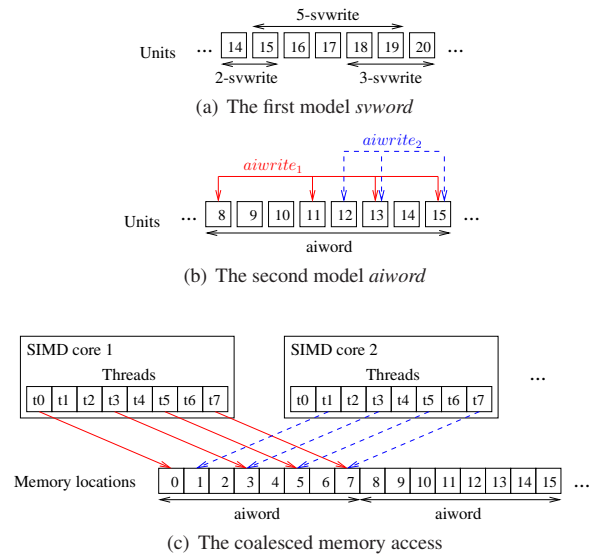 5-svwrite
Units ... 14 15 16 17 18 19 20 ...
2-svwrite 3-svwrite
(a) The first model svword
aiwrite2
aiwrite1
Units ... 8 9 10 11 12 13 14 15 ...
aiword
(b) The second model aiword
SIMD core 1 SIMD core 2
Threads Threads ...
t0 t1 t2 t3 t4 t5 t6 t7 t0 t1 t2 t3 t4 t5 t6 t7
Memory locations 0 1 2 3 4 5 6 7 8 9 10 11 12 13 14 15 ...
aiword aiword
(c) The coalesced memory access